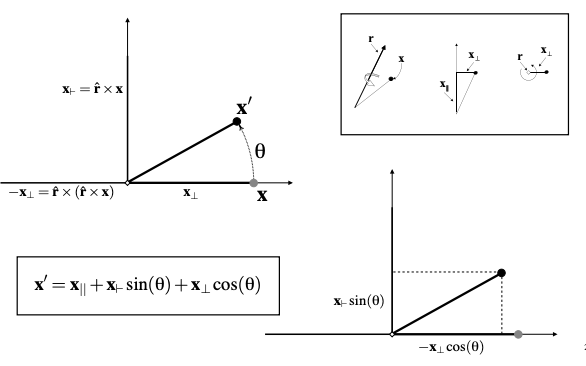 r
x
x⊥
x∥
r
x⊥
x⊢ = r̂ × x
x′
θ
−x⊥ = r̂ × (r̂ × x)
x⊥
x
x′ = x|| + x⊢ sin(θ) + x⊥ cos(θ)
x⊢ sin(θ)
−x⊥ cos(θ)